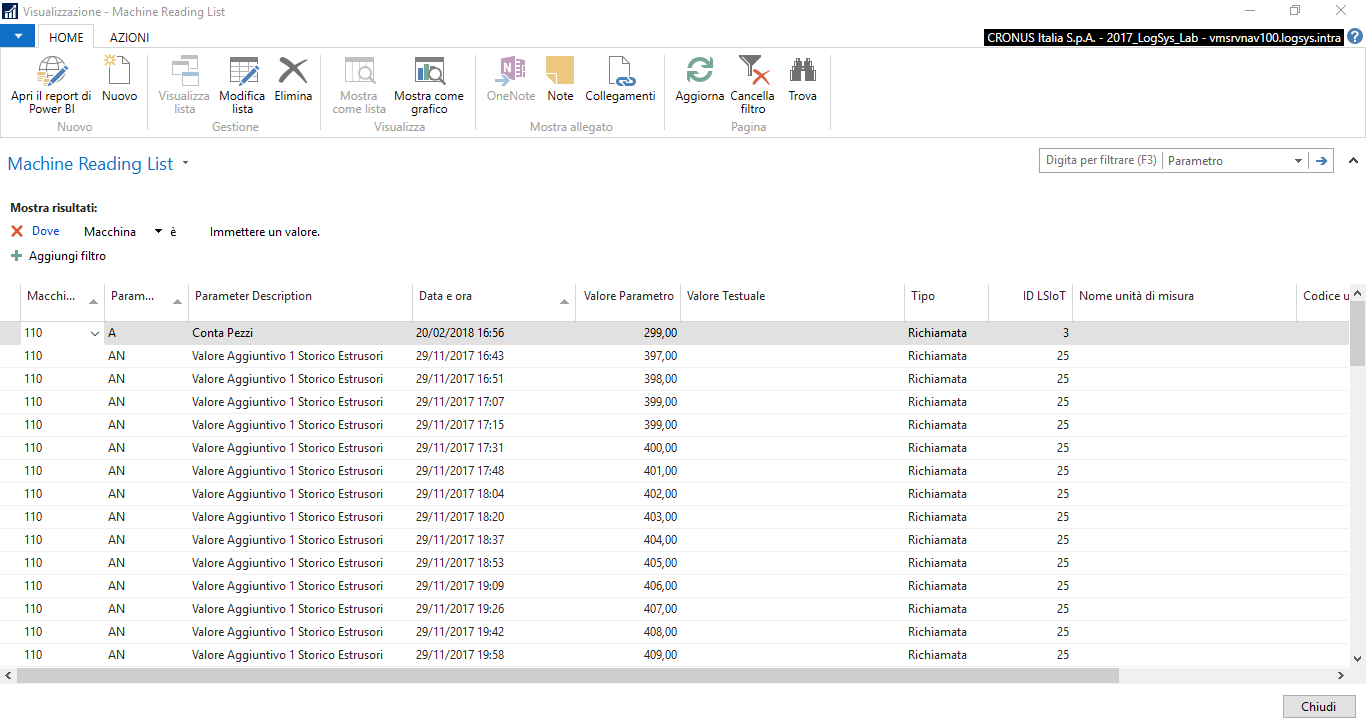 Visualizzazione - Machine Reading List
HOME AZIONI
CRONUS Italia S.p.A. - 2017_LogSys_Lab - vmsrvnav100.logsys.intra
Apri il report di Power BI
Nuovo
Visualizza lista
Modifica lista
Elimina
Mostra come lista
Mostra come grafico
OneNote
Note
Collegamenti
Aggiorna
Cancella filtro
Trova
Nuovo Gestione Visualizza Mostra allegato Pagina
Machine Reading List
Digita per filtrare (F3) Parametro
Mostra risultati:
Dove Macchina è Immettere un valore.
Aggiungi filtro
Macchi... Param... Parameter Description Data e ora Valore Parametro Valore Testuale Tipo ID LSIoT Nome unità di misura Codice u
110 A Conta Pezzi 20/02/2018 16:56 299,00 Richiamata 3
110 AN Valore Aggiuntivo 1 Storico Estrusori 29/11/2017 16:43 397,00 Richiamata 25
110 AN Valore Aggiuntivo 1 Storico Estrusori 29/11/2017 16:51 398,00 Richiamata 25
110 AN Valore Aggiuntivo 1 Storico Estrusori 29/11/2017 17:07 399,00 Richiamata 25
110 AN Valore Aggiuntivo 1 Storico Estrusori 29/11/2017 17:15 399,00 Richiamata 25
110 AN Valore Aggiuntivo 1 Storico Estrusori 29/11/2017 17:31 400,00 Richiamata 25
110 AN Valore Aggiuntivo 1 Storico Estrusori 29/11/2017 17:48 401,00 Richiamata 25
110 AN Valore Aggiuntivo 1 Storico Estrusori 29/11/2017 18:04 402,00 Richiamata 25
110 AN Valore Aggiuntivo 1 Storico Estrusori 29/11/2017 18:20 403,00 Richiamata 25
110 AN Valore Aggiuntivo 1 Storico Estrusori 29/11/2017 18:37 404,00 Richiamata 25
110 AN Valore Aggiuntivo 1 Storico Estrusori 29/11/2017 18:53 405,00 Richiamata 25
110 AN Valore Aggiuntivo 1 Storico Estrusori 29/11/2017 19:09 406,00 Richiamata 25
110 AN Valore Aggiuntivo 1 Storico Estrusori 29/11/2017 19:26 407,00 Richiamata 25
110 AN Valore Aggiuntivo 1 Storico Estrusori 29/11/2017 19:42 408,00 Richiamata 25
110 AN Valore Aggiuntivo 1 Storico Estrusori 29/11/2017 19:58 409,00 Richiamata 25
Chiudi